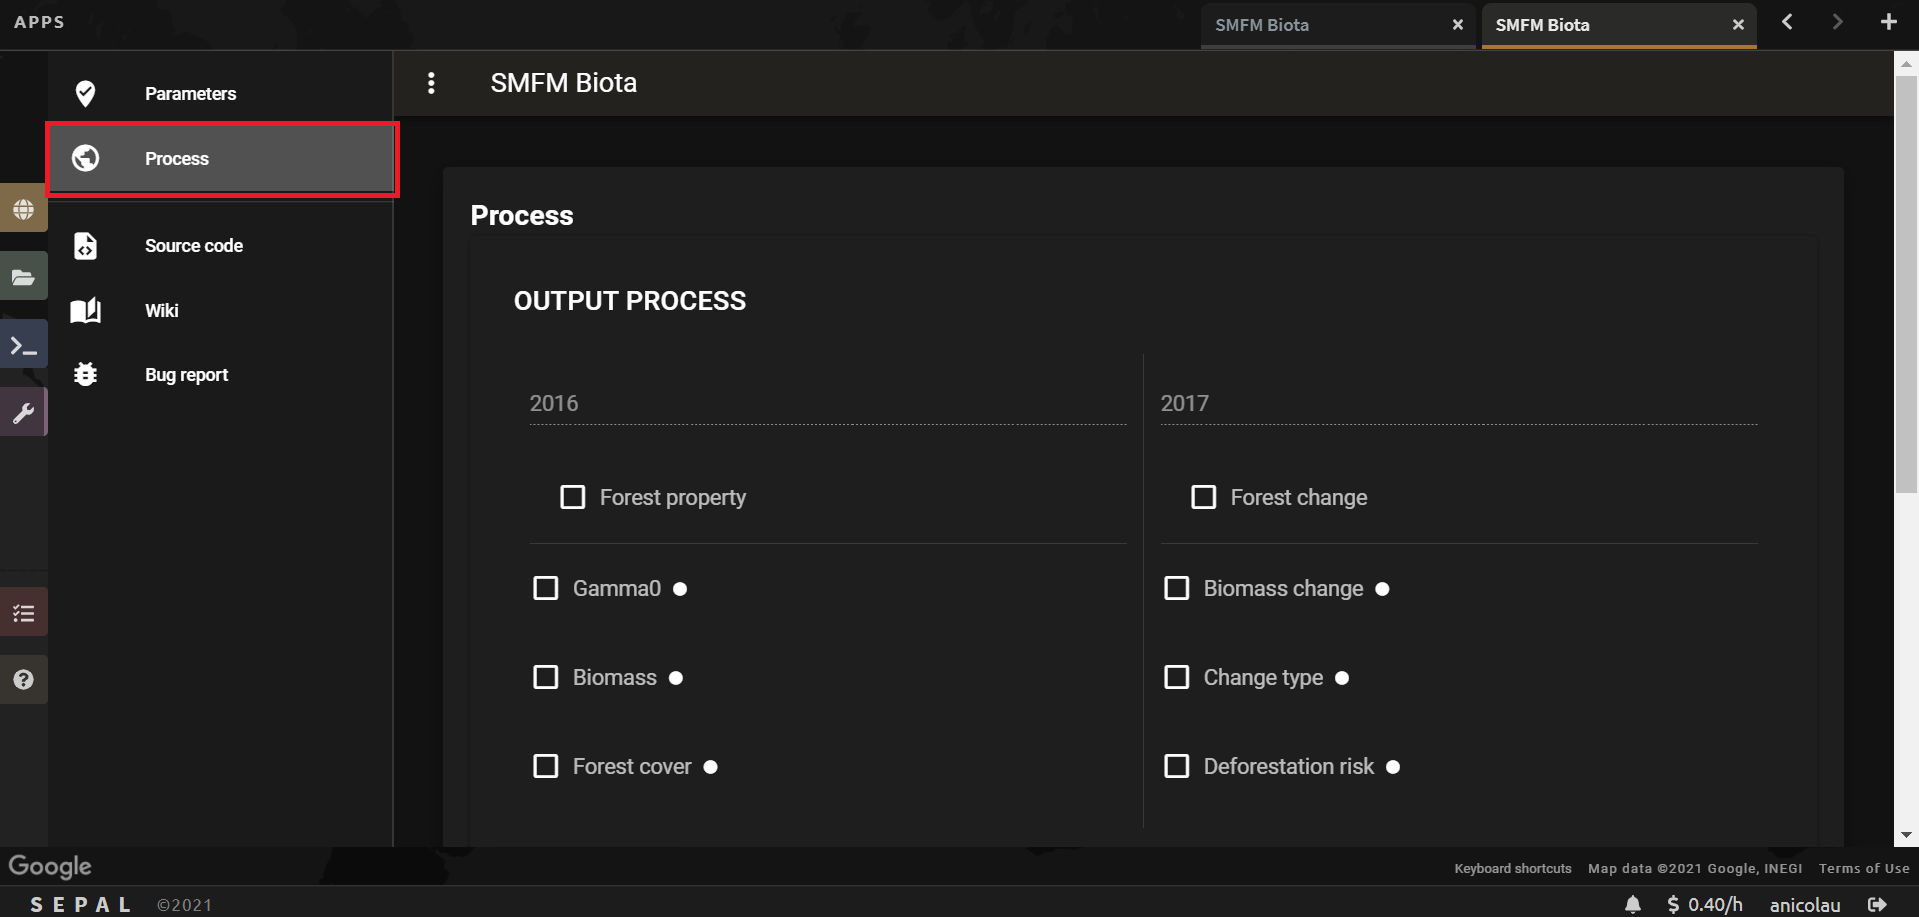 APPS
SMFM Biota
SMFM Biota
Parameters
SMFM Biota
Process
Process
Source code
OUTPUT PROCESS
Wiki
Bug report
2016
2017
Forest property
Forest change
Gamma0
Biomass change
Biomass
Change type
Forest cover
Deforestation risk
Google
Keyboard shortcuts
Map data ©2021 Google, INEGI
Terms of Use
SEPAL
©2021
$ 0.40/h
anicolau